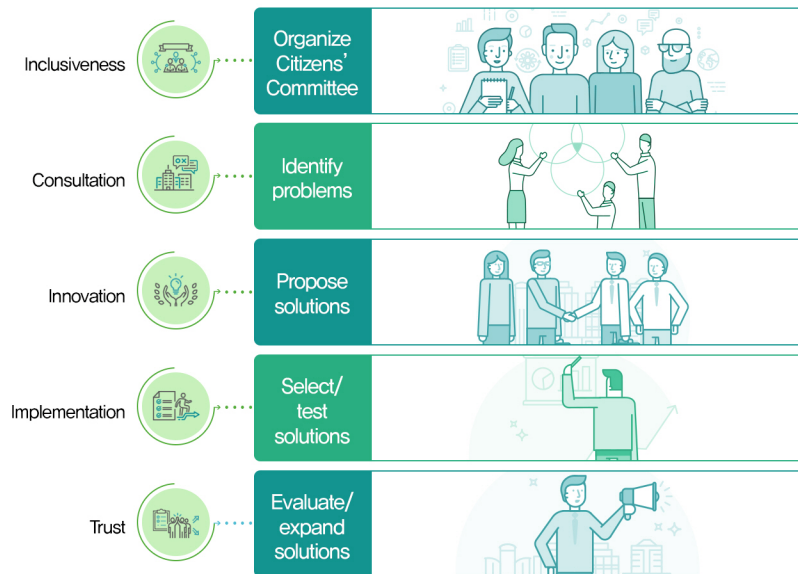 Inclusiveness
Organize
Citizens’
Committee
Consultation
Identify
problems
Innovation
Propose
solutions
Implementation
Select/
test
solutions
Trust
Evaluate/
expand
solutions